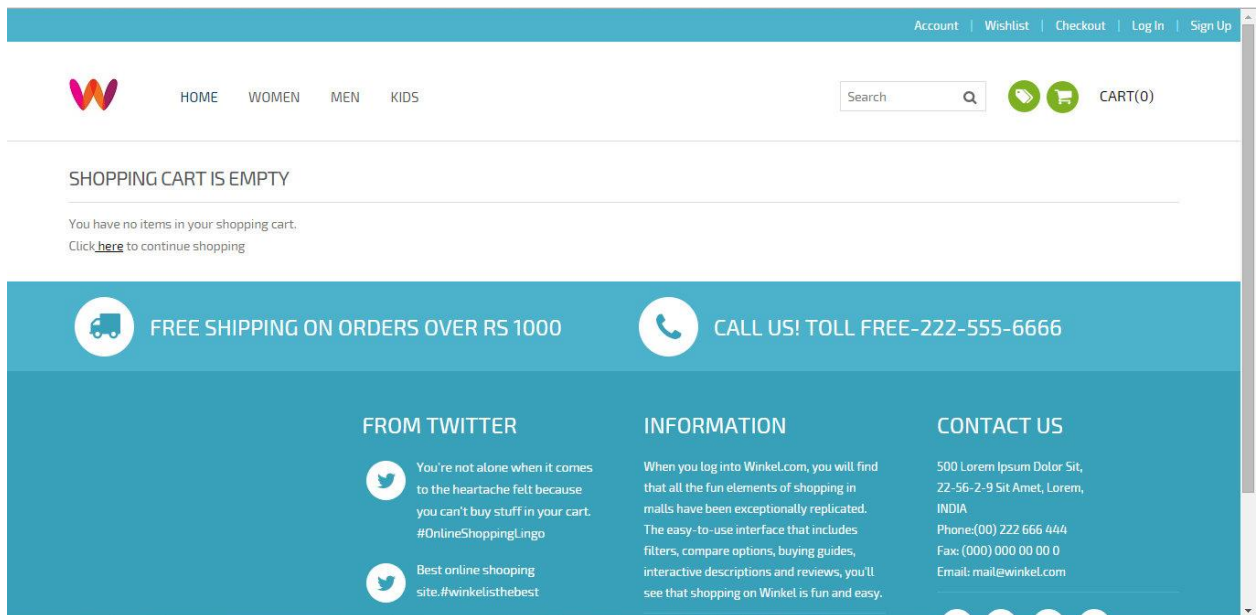 Account | Wishlist | Checkout | Log In | Sign Up
HOME WOMEN MEN KIDS
Search
CART(0)
SHOPPING CART IS EMPTY
You have no items in your shopping cart.
Click here to continue shopping
FREE SHIPPING ON ORDERS OVER RS 1000
CALL US! TOLL FREE-222-555-6666
FROM TWITTER
You're not alone when it comes
to the heartache felt because
you can't buy stuff in your cart.
#OnlineShoppingLingo
Best online shooping
site.#winkelisthebest
INFORMATION
When you log into Winkel.com, you will find
that all the fun elements of shopping in
malls have been exceptionally replicated.
The easy-to-use interface that includes
filters, compare options, buying guides,
interactive descriptions and reviews, you'll
see that shopping on Winkel is fun and easy.
CONTACT US
500 Lorem Ipsum Dolor Sit,
22-56-2-9 Sit Amet, Lorem,
INDIA
Phone:(00) 222 666 444
Fax: (000) 000 00 00 0
Email: mail@winkel.com